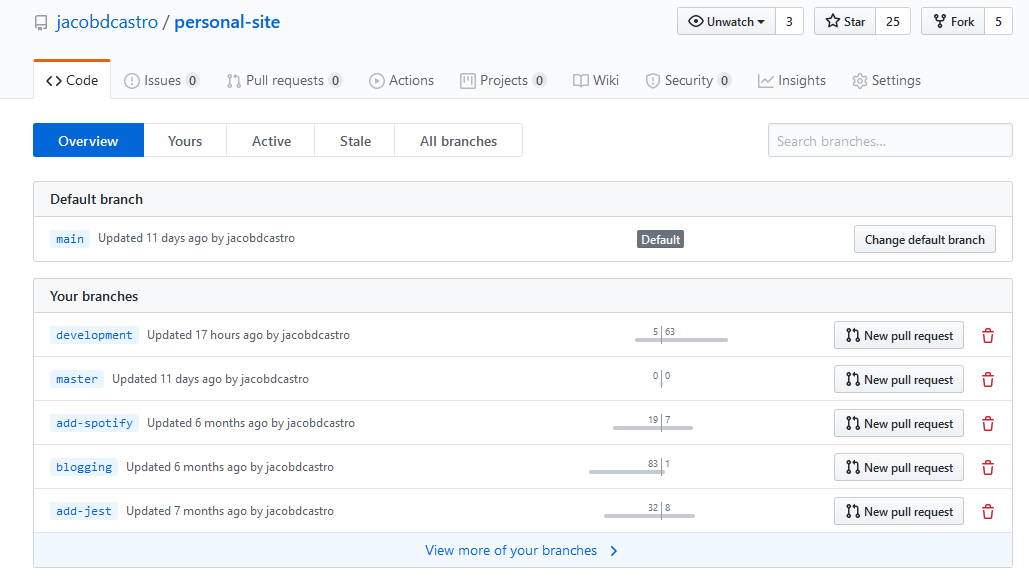 jacobdcastro / personal-site Unwatch 3 Star 25 Fork 5
Code Issues 0 Pull requests 0 Actions Projects 0 Wiki Security 0 Insights Settings
Overview Yours Active Stale All branches Search branches...
Default branch
main Updated 11 days ago by jacobdcastro Default Change default branch
Your branches
development Updated 17 hours ago by jacobdcastro 5 63 New pull request
master Updated 11 days ago by jacobdcastro 0 0 New pull request
add-spotify Updated 6 months ago by jacobdcastro 19 7 New pull request
blogging Updated 6 months ago by jacobdcastro 83 1 New pull request
add-jest Updated 7 months ago by jacobdcastro 32 8 New pull request
View more of your branches